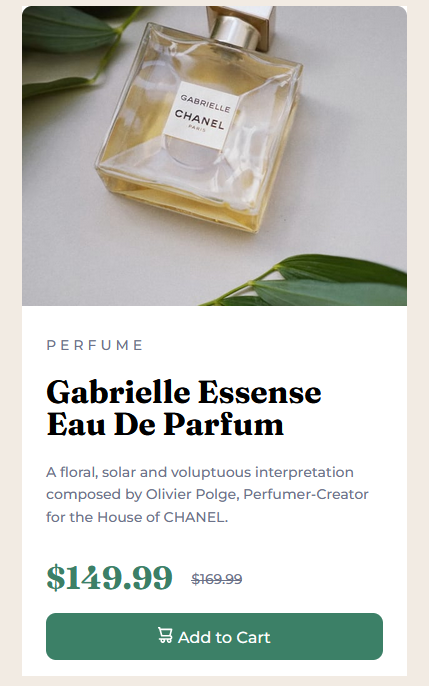 GABRIELLE
CHANEL
PARIS
PERFUME
Gabrielle Essense
Eau De Parfum
A floral, solar and voluptuous interpretation
composed by Olivier Polge, Perfumer-Creator
for the House of CHANEL.
$149.99 $169.99
Add to Cart